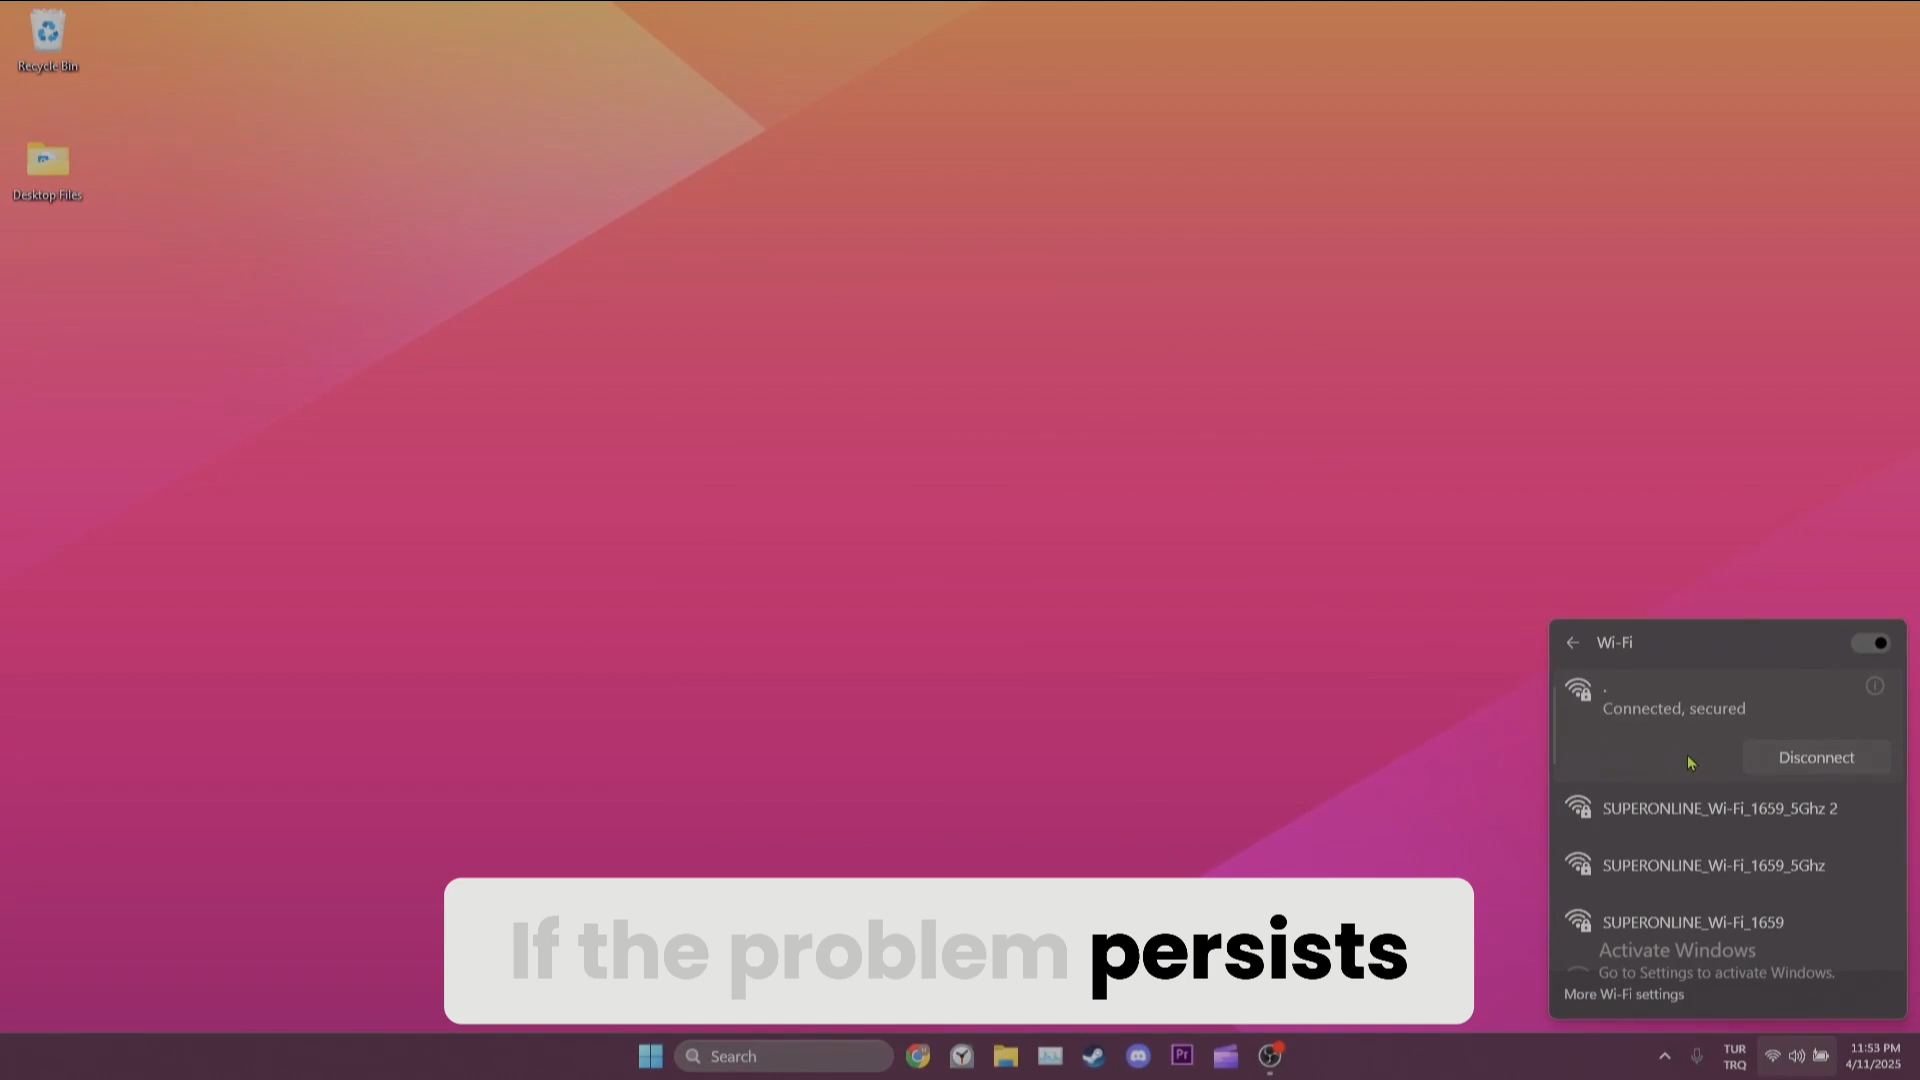 Recycle Bin
Desktop Files
Wi-Fi
.
Connected, secured
Disconnect
SUPERONLINE_Wi-Fi_1659_5Ghz 2
SUPERONLINE_Wi-Fi_1659_5Ghz
SUPERONLINE_Wi-Fi_1659
Activate Windows
Go to Settings to activate Windows.
More Wi-Fi settings
If the problem persists
Search
Pr
TUR
TRQ
11:53 PM
4/11/2025